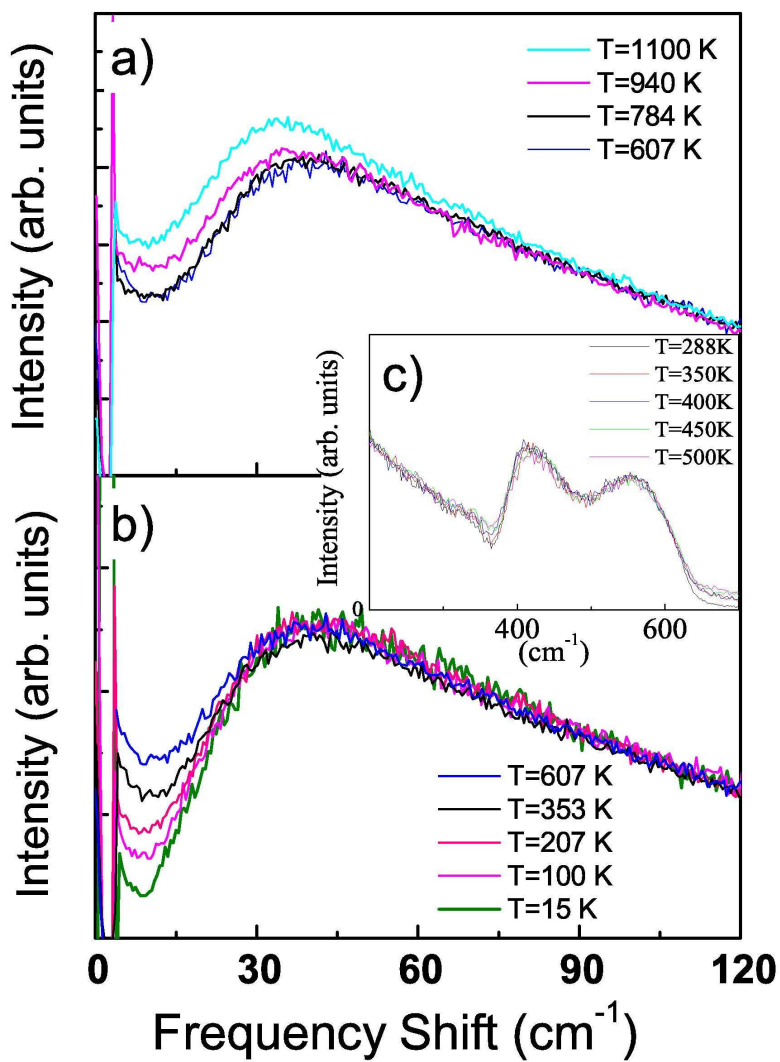 a)
T=1100 K
T=940 K
T=784 K
T=607 K
Intensity (arb. units)
c)
T=288K
T=350K
T=400K
T=450K
T=500K
Intensity (arb. units)
0
400
600
(cm-1)
b)
Intensity (arb. units)
T=607 K
T=353 K
T=207 K
T=100 K
T=15 K
0
30
60
90
120
Frequency Shift (cm-1)